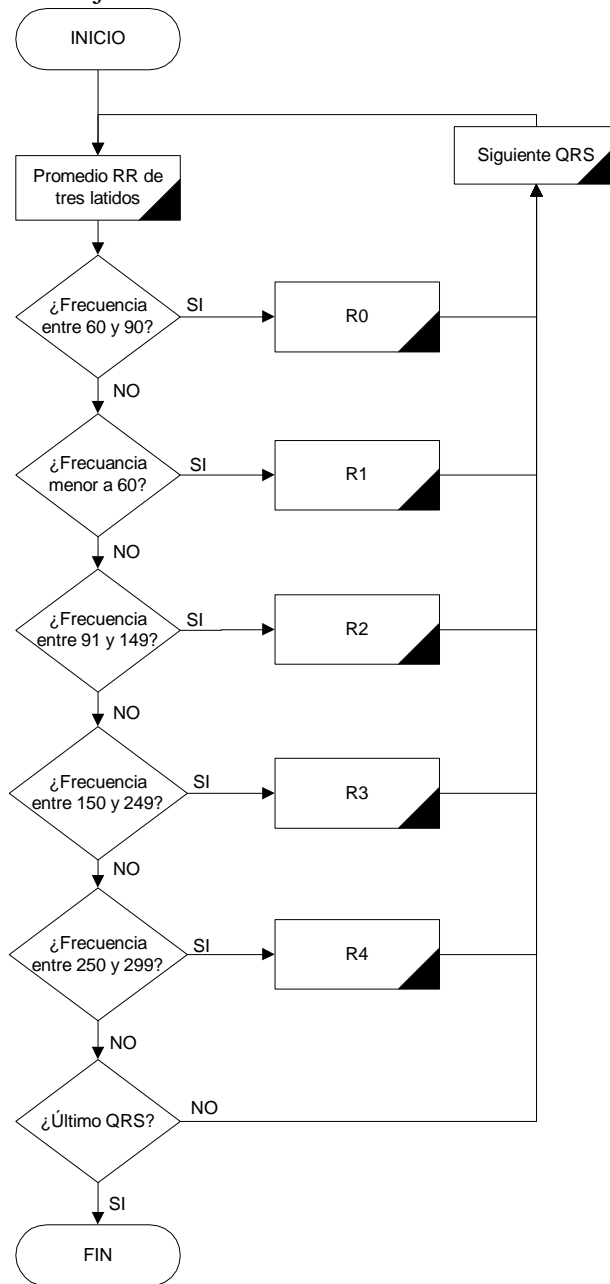 INICIO
Siguiente QRS
Promedio RR de
tres latidos
¿Frecuencia
entre 60 y 90?
SI
R0
NO
¿Frecuancia
menor a 60?
SI
R1
NO
¿Frecuencia
entre 91 y 149?
SI
R2
NO
¿Frecuencia
entre 150 y 249?
SI
R3
NO
¿Frecuencia
entre 250 y 299?
SI
R4
NO
¿Último QRS?
NO
SI
FIN